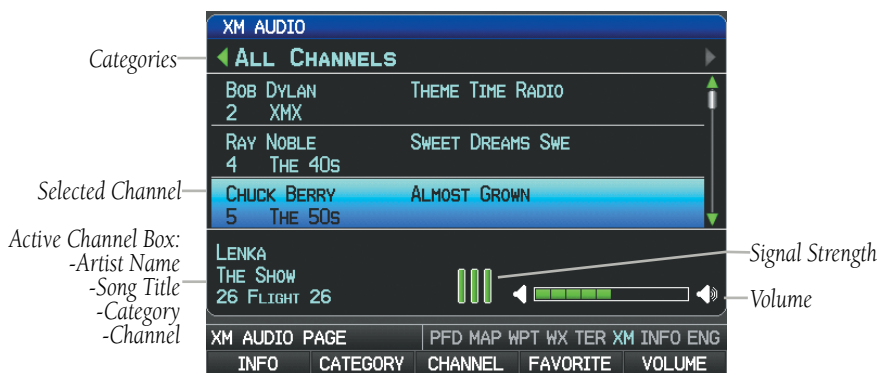 XM AUDIO
Categories
ALL CHANNELS
BOB DYLAN THEME TIME RADIO
2 XMX
RAY NOBLE SWEET DREAMS SWE
4 THE 40S
Selected Channel
CHUCK BERRY ALMOST GROWN
5 THE 50S
Active Channel Box:
-Artist Name
-Song Title
-Category
-Channel
LENKA
THE SHOW
26 FLIGHT 26
Signal Strength
Volume
XM AUDIO PAGE PFD MAP WPT WX TER XM INFO ENG
INFO CATEGORY CHANNEL FAVORITE VOLUME